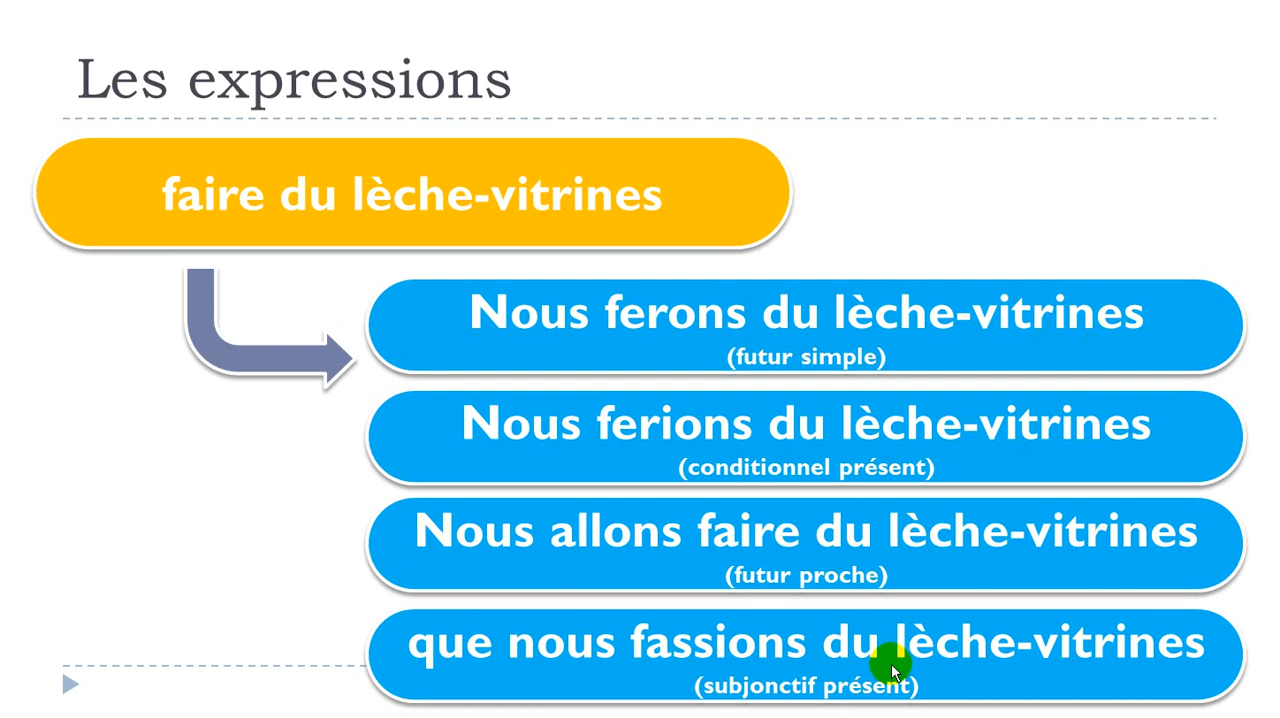 Les expressions
faire du lèche-vitrines
Nous ferons du lèche-vitrines
(futur simple)
Nous ferions du lèche-vitrines
(conditionnel présent)
Nous allons faire du lèche-vitrines
(futur proche)
que nous fassions du lèche-vitrines
(subjonctif présent)